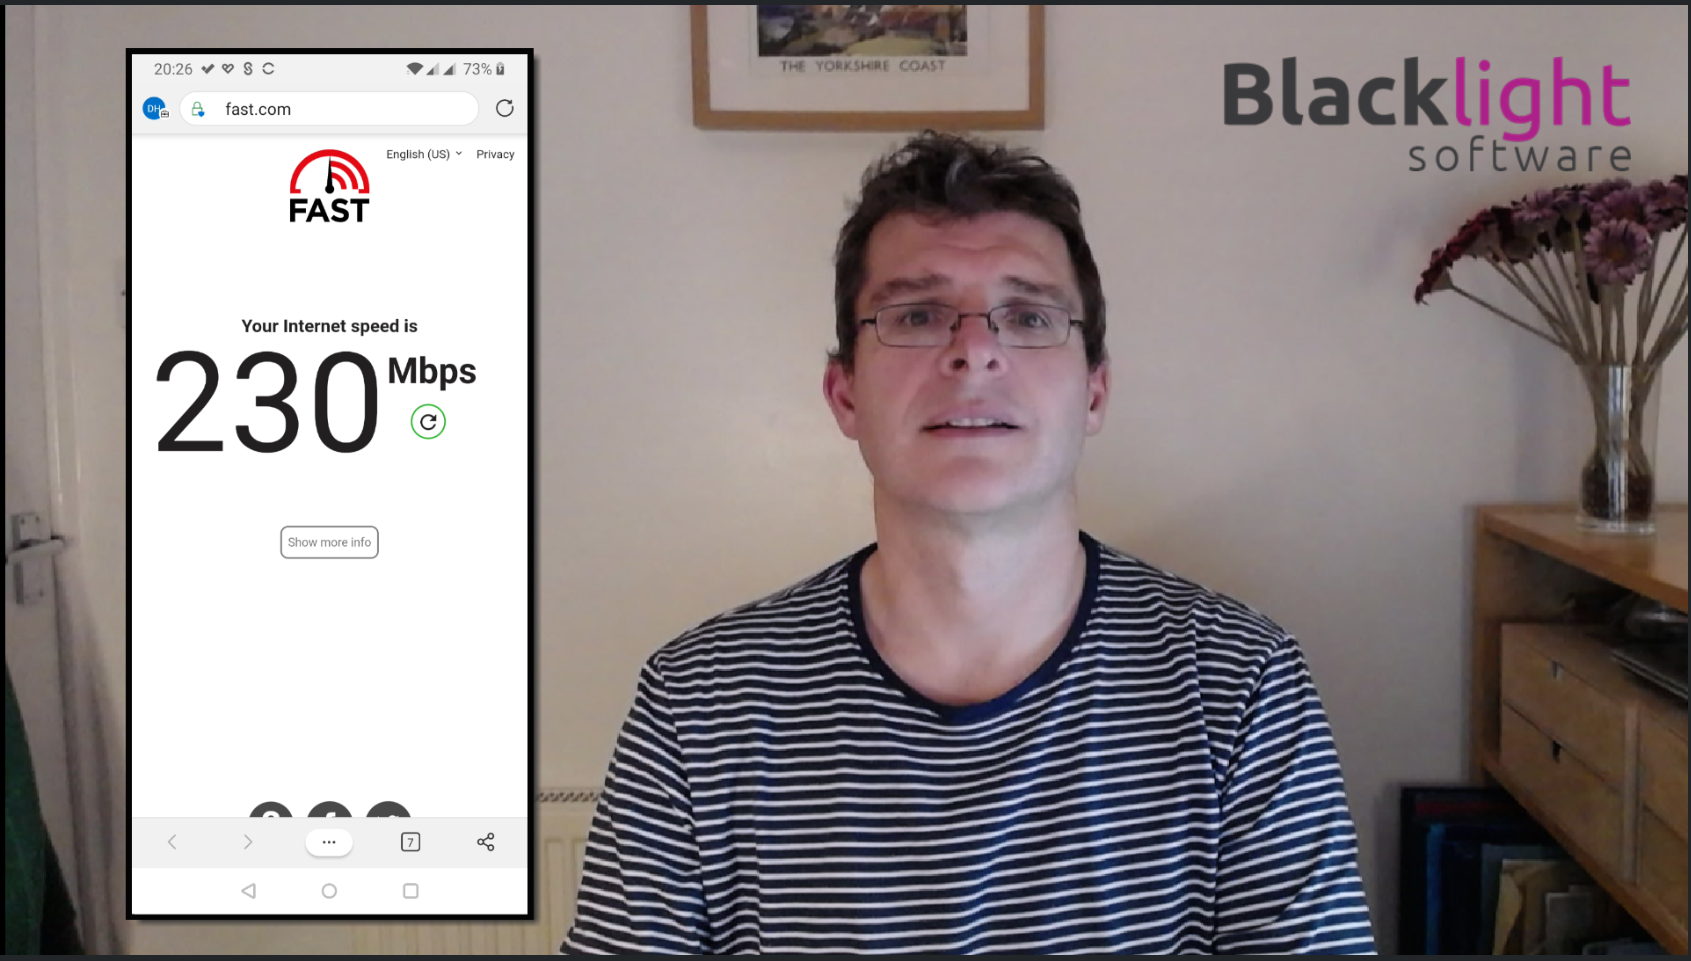 20:26
73%
DH
fast.com
English (US)
Privacy
FAST
Your Internet speed is
230 Mbps
Show more info
7
THE YORKSHIRE COAST
Blacklight
software